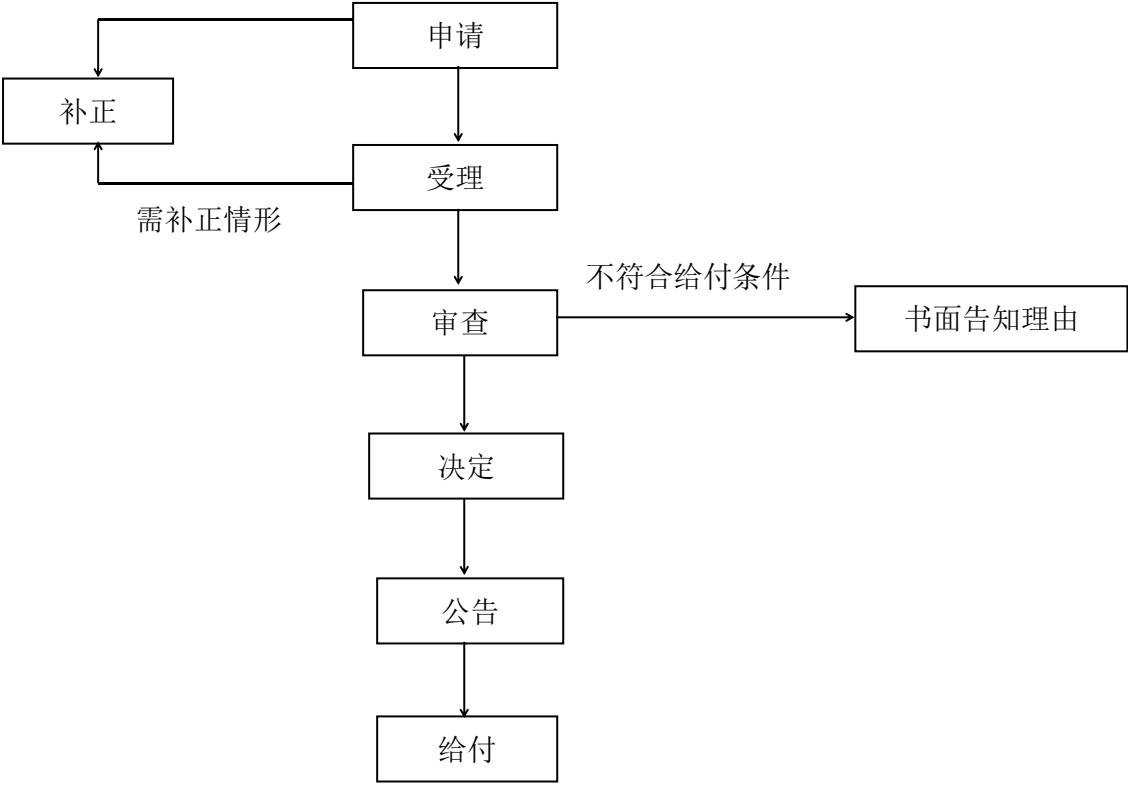 申请
补正
受理
需补正情形
不符合给付条件
审查
书面告知理由
决定
公告
给付